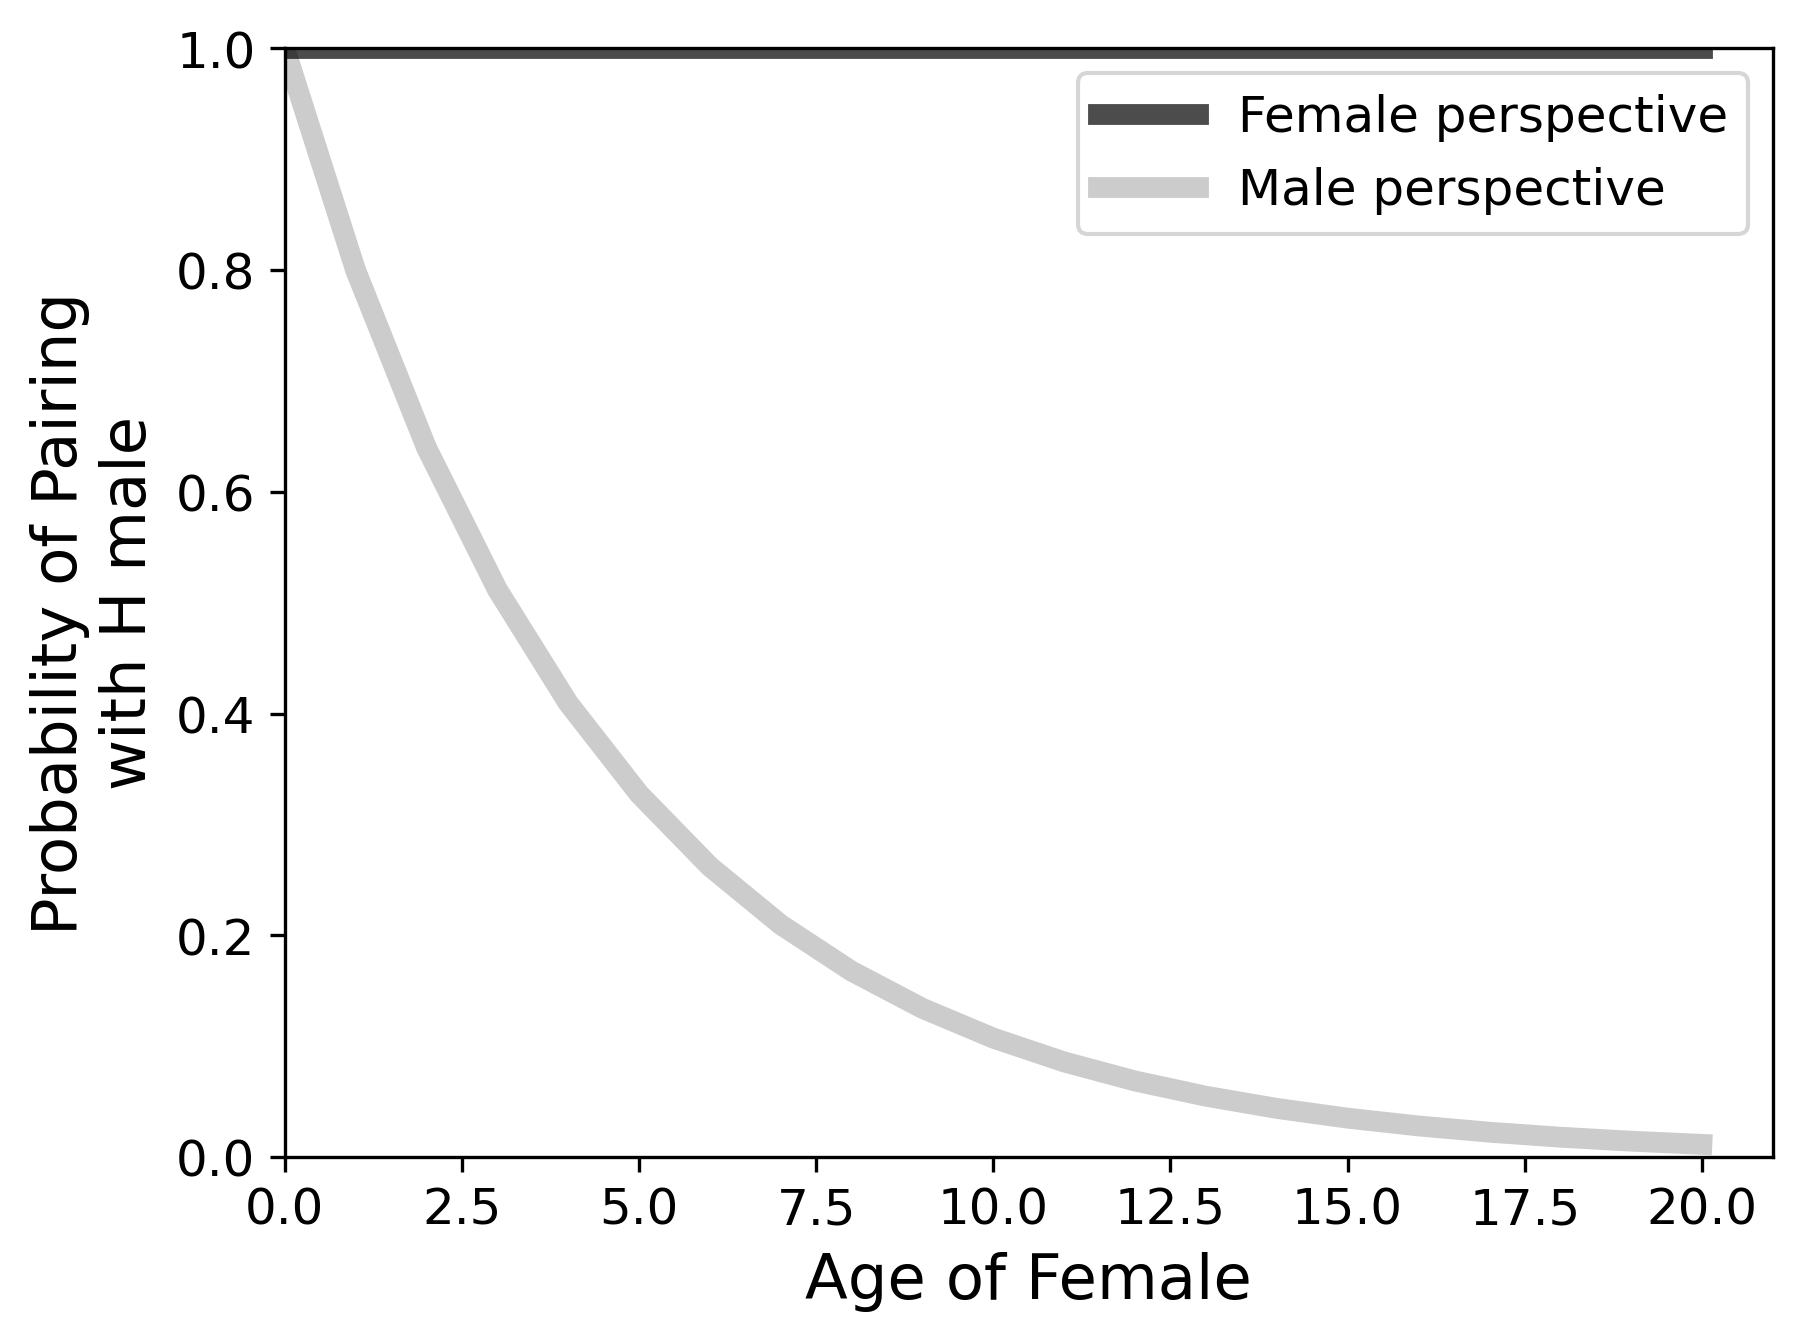 Probability of Pairing
with H male
1.0
0.8
0.6
0.4
0.2
0.0
Female perspective
Male perspective
0.0 2.5 5.0 7.5 10.0 12.5 15.0 17.5 20.0
Age of Female